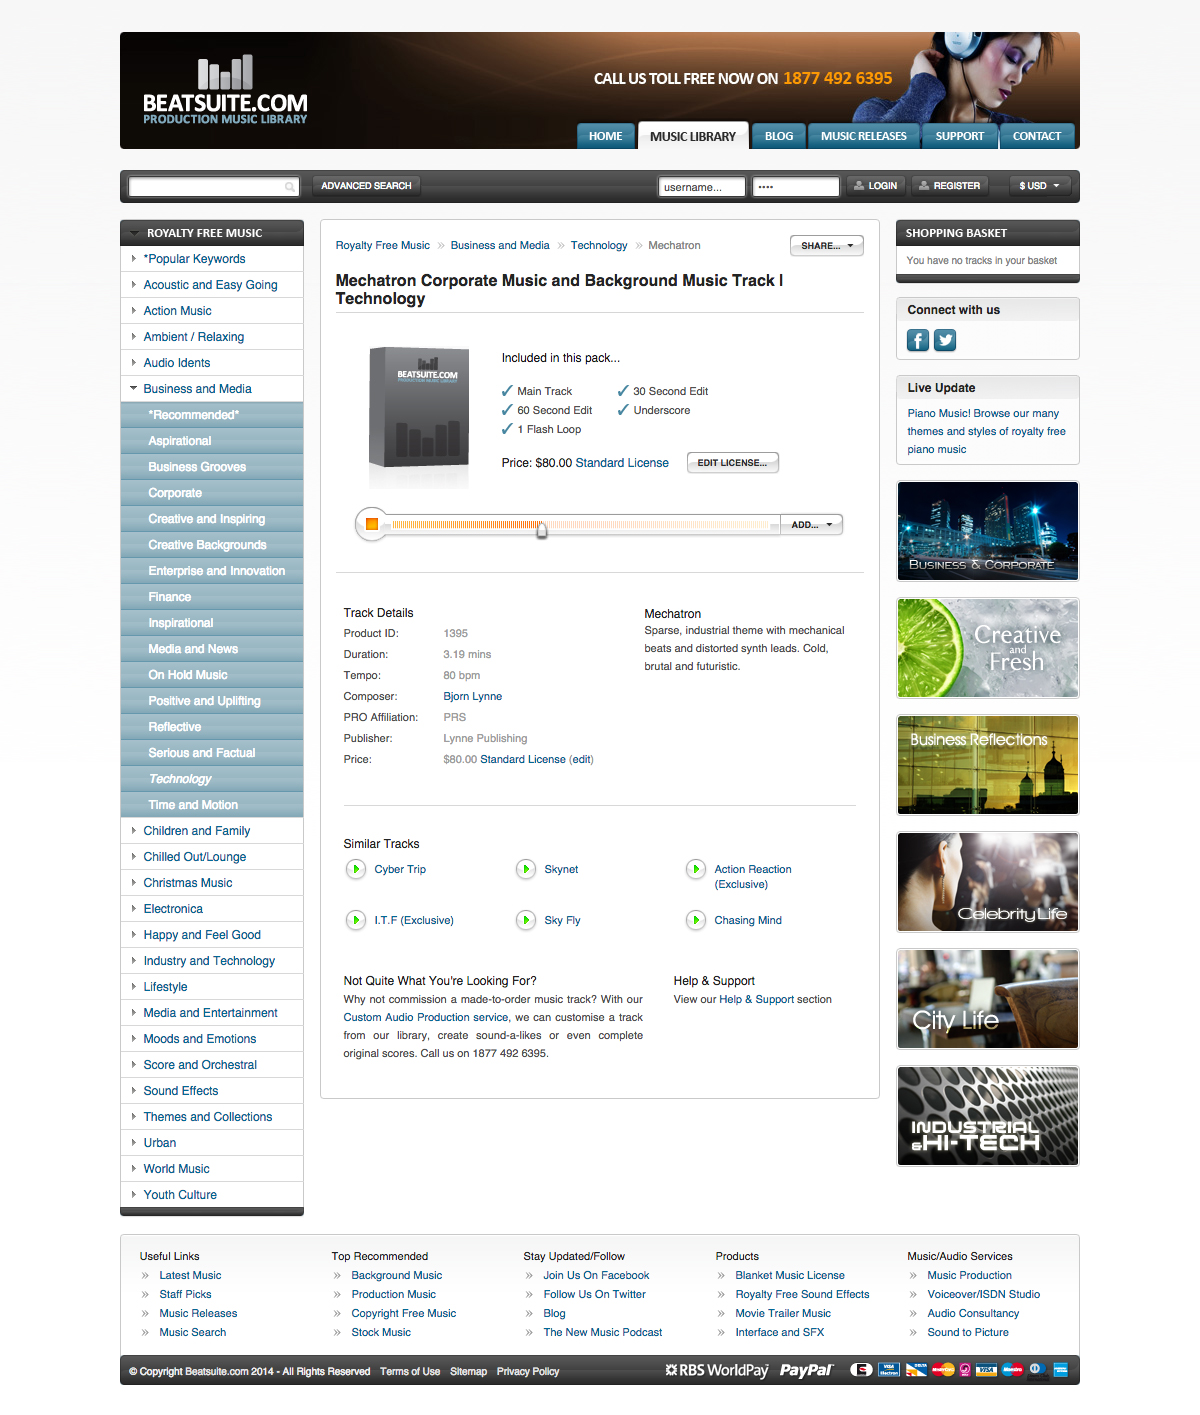 BEATSUITE.COM
PRODUCTION MUSIC LIBRARY
CALL US TOLL FREE NOW ON 1877 492 6395
HOME
MUSIC LIBRARY
BLOG
MUSIC RELEASES
SUPPORT
CONTACT
ADVANCED SEARCH
username...
••••
LOGIN
REGISTER
$ USD
ROYALTY FREE MUSIC
*Popular Keywords
Acoustic and Easy Going
Action Music
Ambient / Relaxing
Audio Idents
Business and Media
*Recommended*
Aspirational
Business Grooves
Corporate
Creative and Inspiring
Creative Backgrounds
Enterprise and Innovation
Finance
Inspirational
Media and News
On Hold Music
Positive and Uplifting
Reflective
Serious and Factual
Technology
Time and Motion
Children and Family
Chilled Out/Lounge
Christmas Music
Electronica
Happy and Feel Good
Industry and Technology
Lifestyle
Media and Entertainment
Moods and Emotions
Score and Orchestral
Sound Effects
Themes and Collections
Urban
World Music
Youth Culture
Royalty Free Music » Business and Media » Technology » Mechatron
SHARE...
Mechatron Corporate Music and Background Music Track |
Technology
BEATSUITE.COM
PRODUCTION MUSIC LIBRARY
Included in this pack...
Main Track
30 Second Edit
60 Second Edit
Underscore
1 Flash Loop
Price: $80.00 Standard License
EDIT LICENSE...
ADD...
Track Details
Product ID: 1395
Duration: 3.19 mins
Tempo: 80 bpm
Composer: Bjorn Lynne
PRO Affiliation: PRS
Publisher: Lynne Publishing
Price: $80.00 Standard License (edit)
Mechatron
Sparse, industrial theme with mechanical
beats and distorted synth leads. Cold,
brutal and futuristic.
Similar Tracks
Cyber Trip
Skynet
Action Reaction
(Exclusive)
I.T.F (Exclusive)
Sky Fly
Chasing Mind
Not Quite What You're Looking For?
Why not commission a made-to-order music track? With our
Custom Audio Production service, we can customise a track
from our library, create sound-a-likes or even complete
original scores. Call us on 1877 492 6395.
Help & Support
View our Help & Support section
SHOPPING BASKET
You have no tracks in your basket
Connect with us
Live Update
Piano Music! Browse our many
themes and styles of royalty free
piano music
BUSINESS & CORPORATE
Creative
and
Fresh
Business Reflections
Celebrity Life
City Life
INDUSTRIAL
& HI-TECH
Useful Links
» Latest Music
» Staff Picks
» Music Releases
» Music Search
Top Recommended
» Background Music
» Production Music
» Copyright Free Music
» Stock Music
Stay Updated/Follow
» Join Us On Facebook
» Follow Us On Twitter
» Blog
» The New Music Podcast
Products
» Blanket Music License
» Royalty Free Sound Effects
» Movie Trailer Music
» Interface and SFX
Music/Audio Services
» Music Production
» Voiceover/ISDN Studio
» Audio Consultancy
» Sound to Picture
© Copyright Beatsuite.com 2014 - All Rights Reserved
Terms of Use
Sitemap
Privacy Policy
RBS WorldPay
PayPal